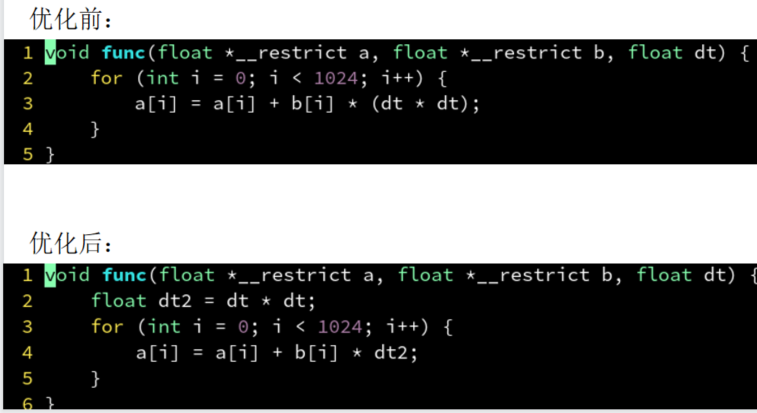 优化前：
1 void func(float *__restrict a, float *__restrict b, float dt) {
2     for (int i = 0; i < 1024; i++) {
3         a[i] = a[i] + b[i] * (dt * dt);
4     }
5 }
优化后：
1 void func(float *__restrict a, float *__restrict b, float dt) {
2     float dt2 = dt * dt;
3     for (int i = 0; i < 1024; i++) {
4         a[i] = a[i] + b[i] * dt2;
5     }
6 }